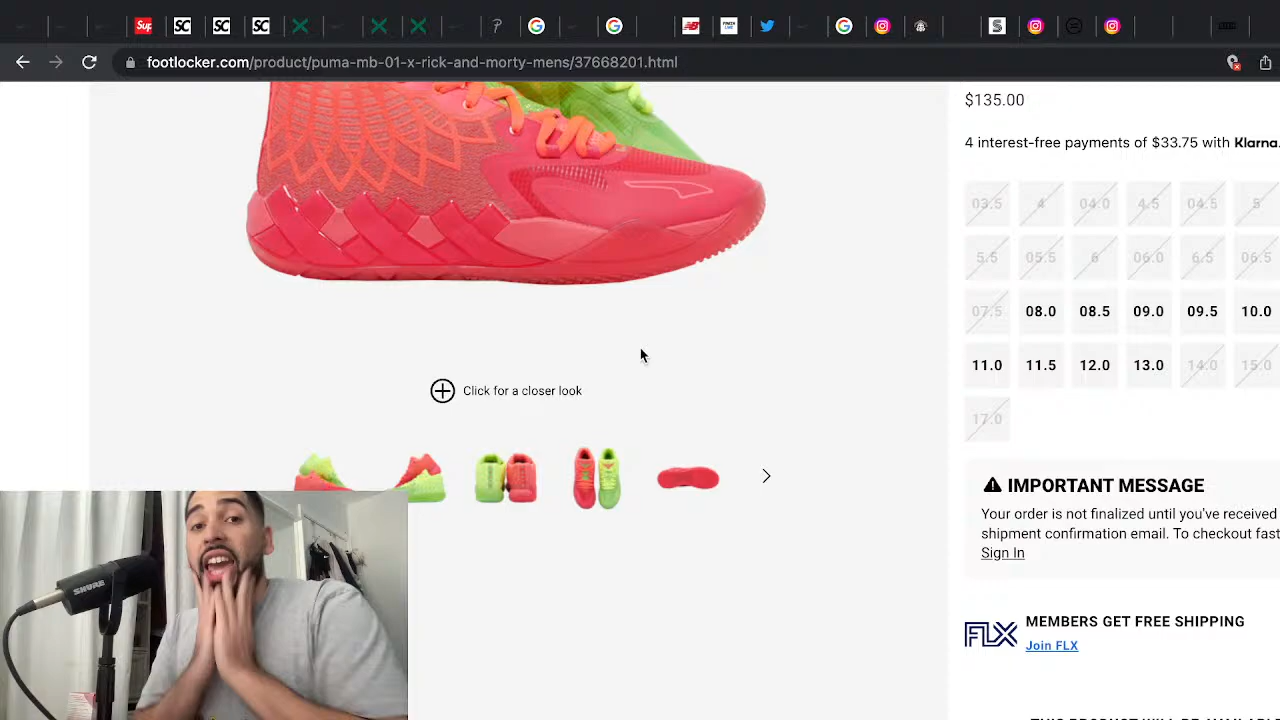 Sup
SC
SC
SC
footlocker.com/product/puma-mb-01-x-rick-and-morty-mens/37668201.html
$135.00
4 interest-free payments of $33.75 with Klarna.
03.5 4 04.0 4.5 04.5 5
5.5 05.5 6 06.0 6.5 06.5
07.5 08.0 08.5 09.0 09.5 10.0
11.0 11.5 12.0 13.0 14.0 15.0
17.0
Click for a closer look
IMPORTANT MESSAGE
Your order is not finalized until you've received
shipment confirmation email. To checkout fast
Sign In
SHURE
FLX
MEMBERS GET FREE SHIPPING
Join FLX